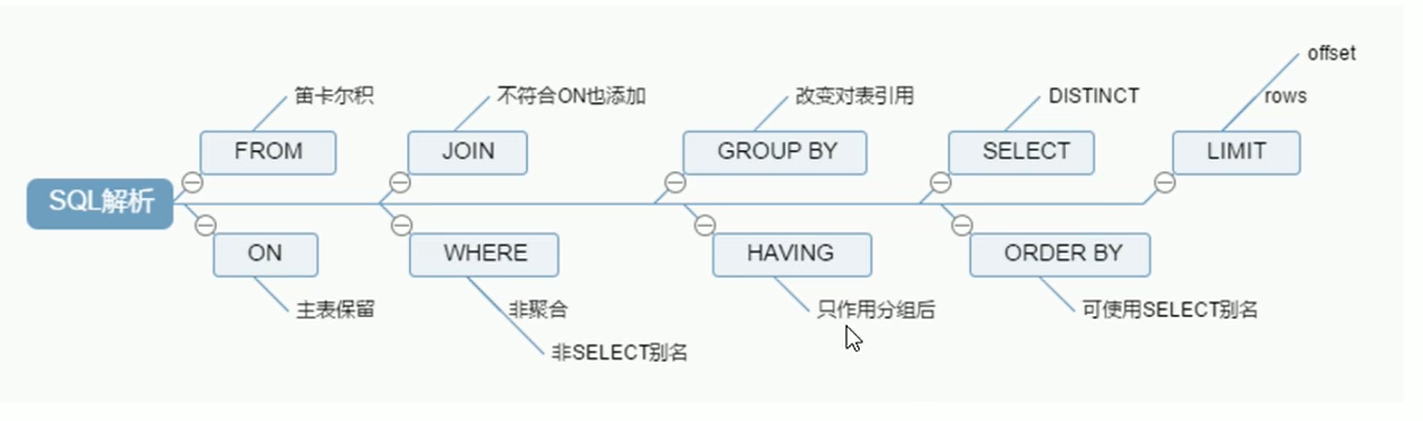 offset
笛卡尔积
不符合ON也添加
改变对表引用
DISTINCT
rows
FROM
JOIN
GROUP BY
SELECT
LIMIT
SQL解析
ON
WHERE
HAVING
ORDER BY
主表保留
非聚合
只作用分组后
可使用SELECT别名
非SELECT别名